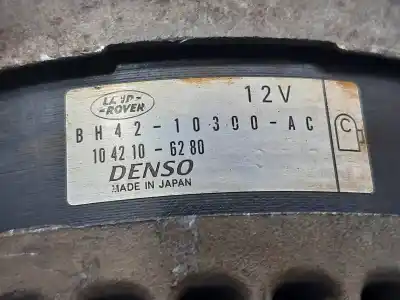 LAND-
-ROVER
12V
BH42-10300-AC
C
104210-6280
DENSO
MADE IN JAPAN